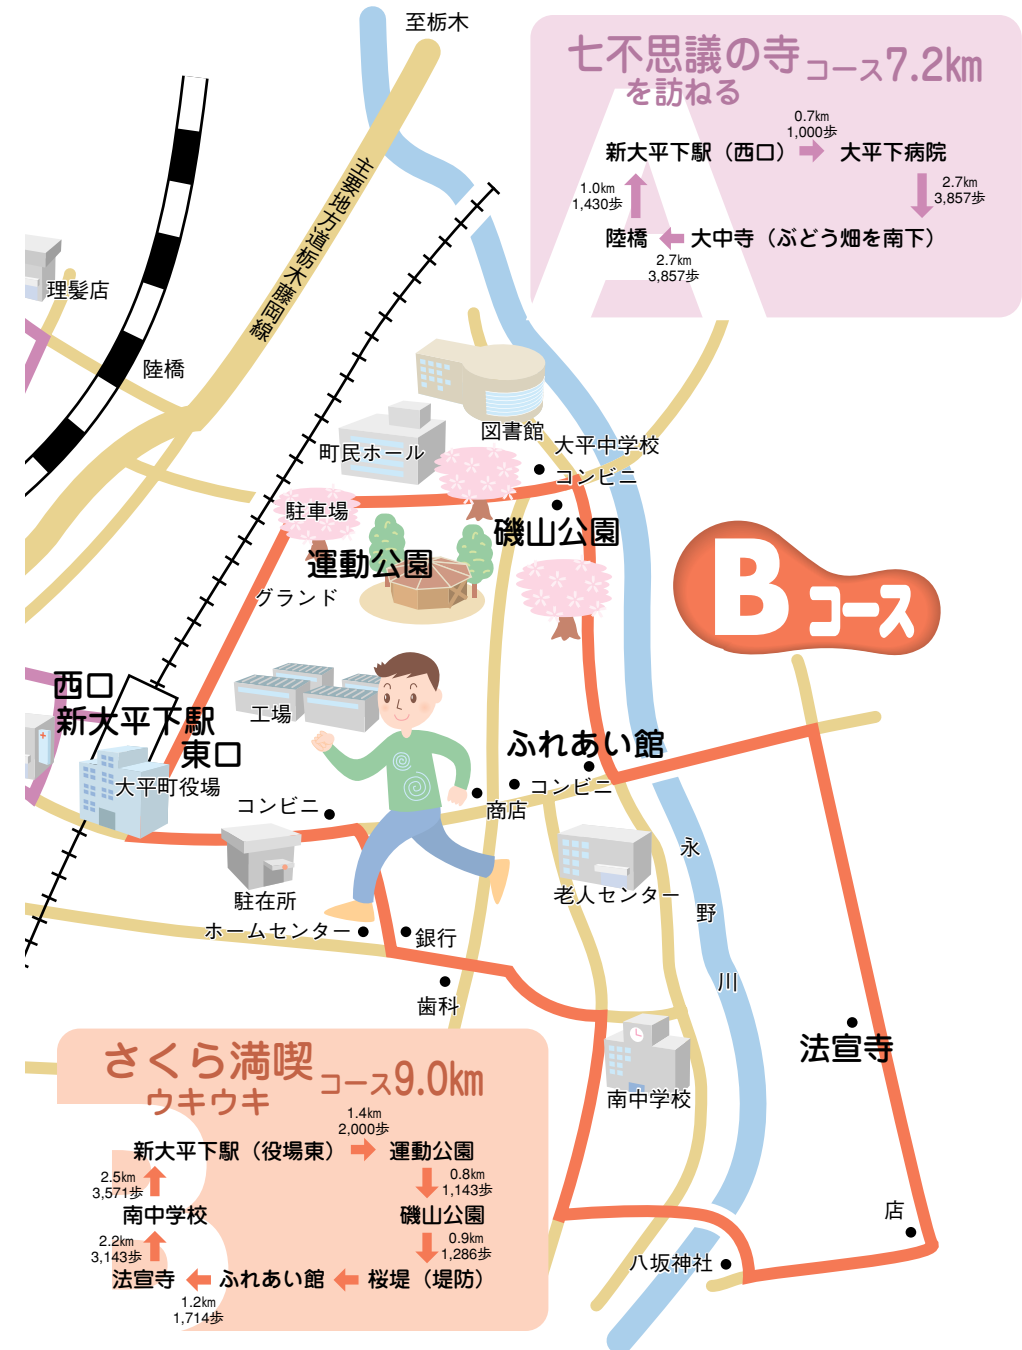 至栃木
七不思議の寺
を訪ねる
コース7.2km
0.7km
1,000歩
新大平下駅（西口）
大平下病院
1.0km
1,430歩
2.7km
3,857歩
陸橋
大中寺（ぶどう畑を南下）
2.7km
3,857歩
A
主要地方道栃木藤岡線
理髪店
陸橋
図書館
町民ホール
大平中学校
コンビニ
駐車場
磯山公園
運動公園
グランド
Bコース
西口
新大平下駅
東口
工場
大平町役場
ふれあい館
コンビニ
コンビニ
商店
駐在所
老人センター
永野川
ホームセンター
銀行
歯科
法宣寺
南中学校
店
八坂神社
さくら満喫
ウキウキ
コース9.0km
1.4km
2,000歩
新大平下駅（役場東）
運動公園
2.5km
3,571歩
0.8km
1,143歩
南中学校
磯山公園
2.2km
3,143歩
0.9km
1,286歩
法宣寺
ふれあい館
桜堤（堤防）
1.2km
1,714歩
B